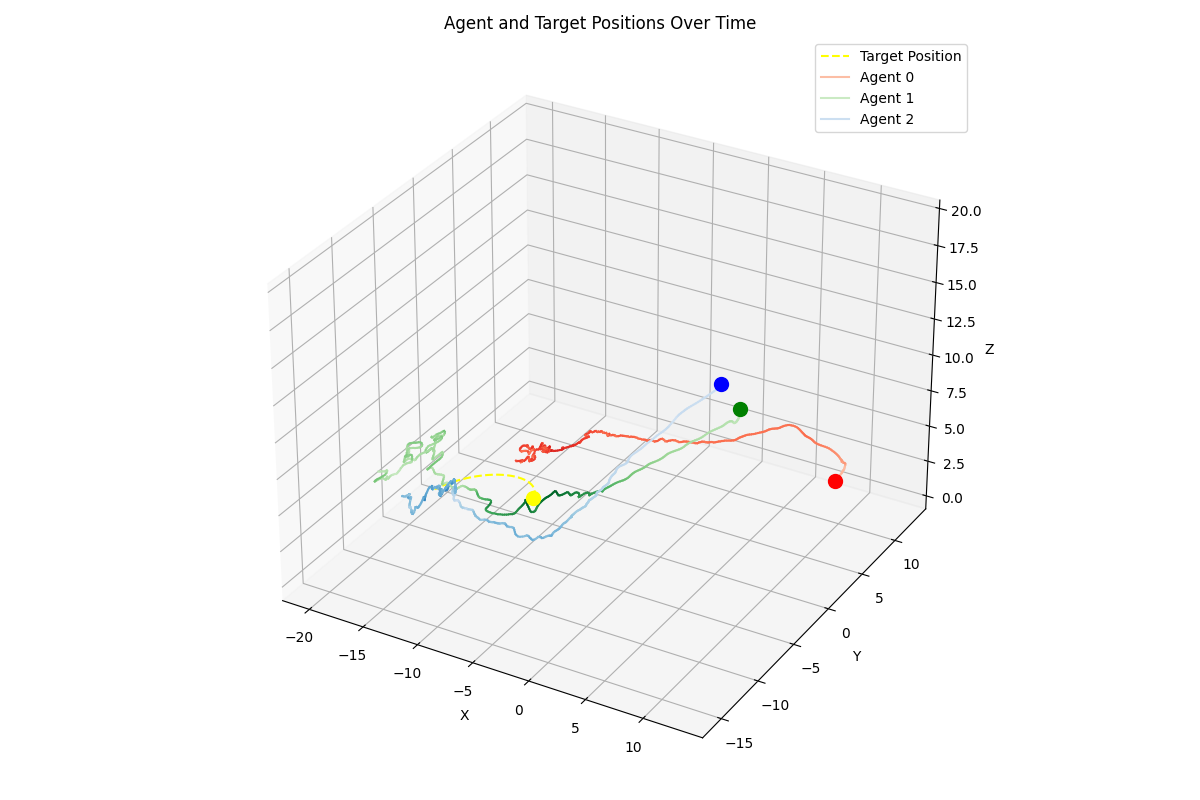 Agent and Target Positions Over Time
Target Position
Agent 0
Agent 1
Agent 2
20.0
17.5
15.0
12.5
10.0
7.5
5.0
2.5
0.0
Z
10
5
0
−5
−10
−15
Y
−20
−15
−10
−5
0
5
10
X